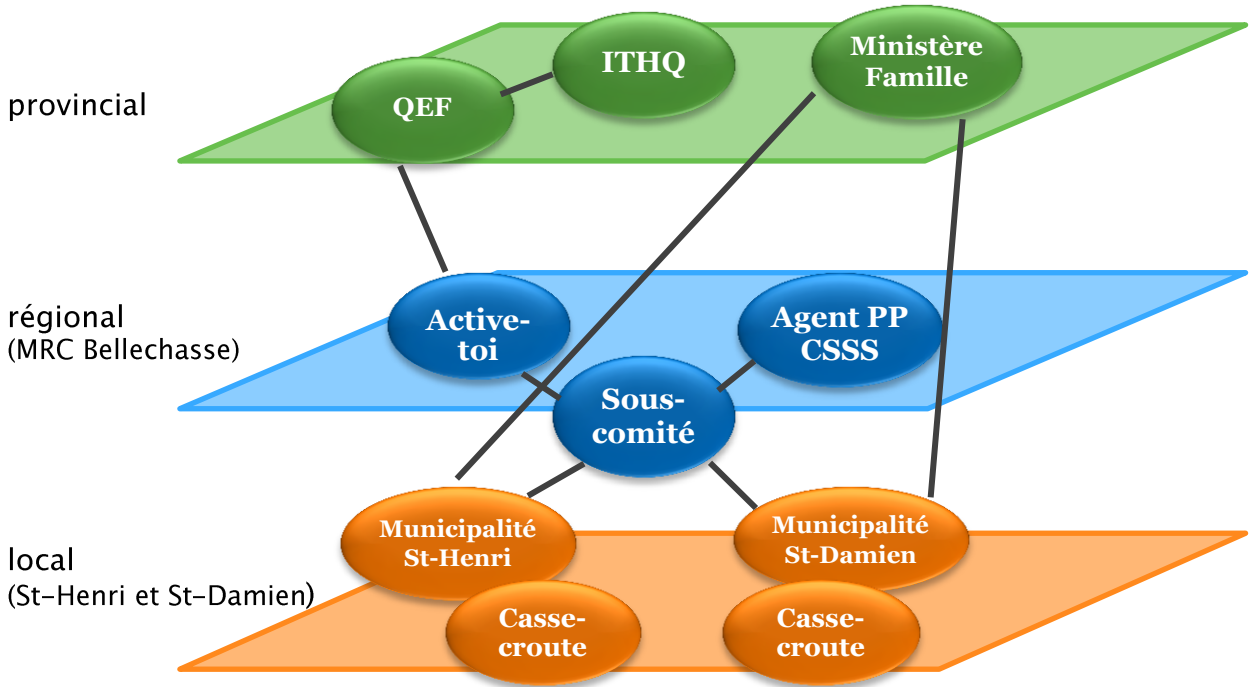 provincial
QEF
ITHQ
Ministère
Famille
régional
(MRC Bellechasse)
Active-
toi
Agent PP
CSSS
Sous-
comité
local
(St-Henri et St-Damien)
Municipalité
St-Henri
Municipalité
St-Damien
Casse-
croute
Casse-
croute